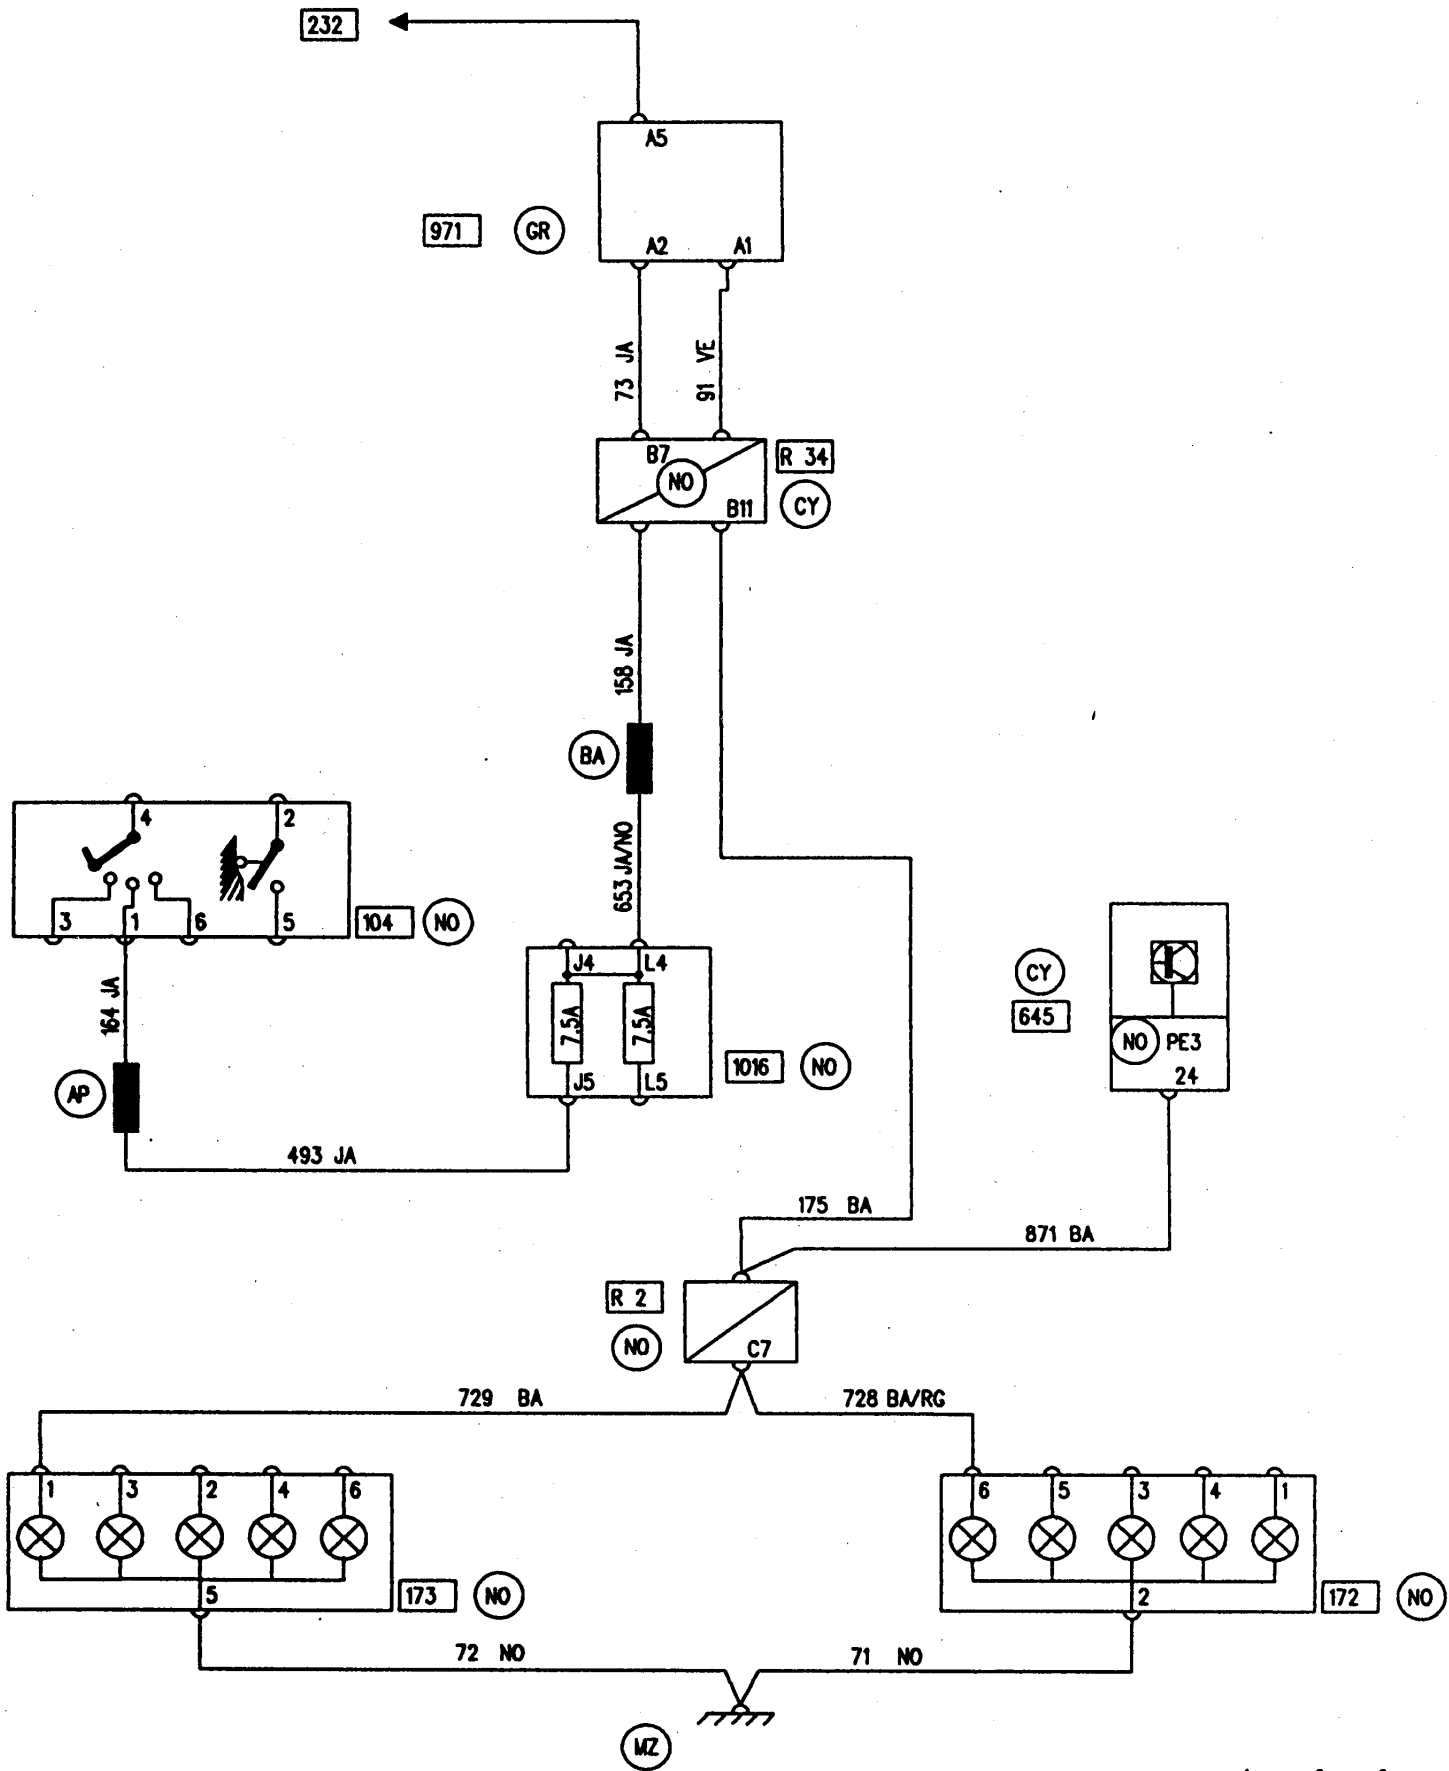 232
A5
971 GR
A2 A1
73 JA
91 VE
B7
R 34
NO
B11
CY
158 JA
BA
653 JA/NO
4 2
3 1 6 5
104 NO
164 JA
AP
J4 L4
7.5A 7.5A
J5 L5
1016 NO
493 JA
CY
645
NO PE3
24
175 BA
871 BA
R 2
NO
C7
729 BA
728 BA/RG
1 3 2 4 6
5
173 NO
6 5 3 4 1
2
172 NO
72 NO
71 NO
MZ